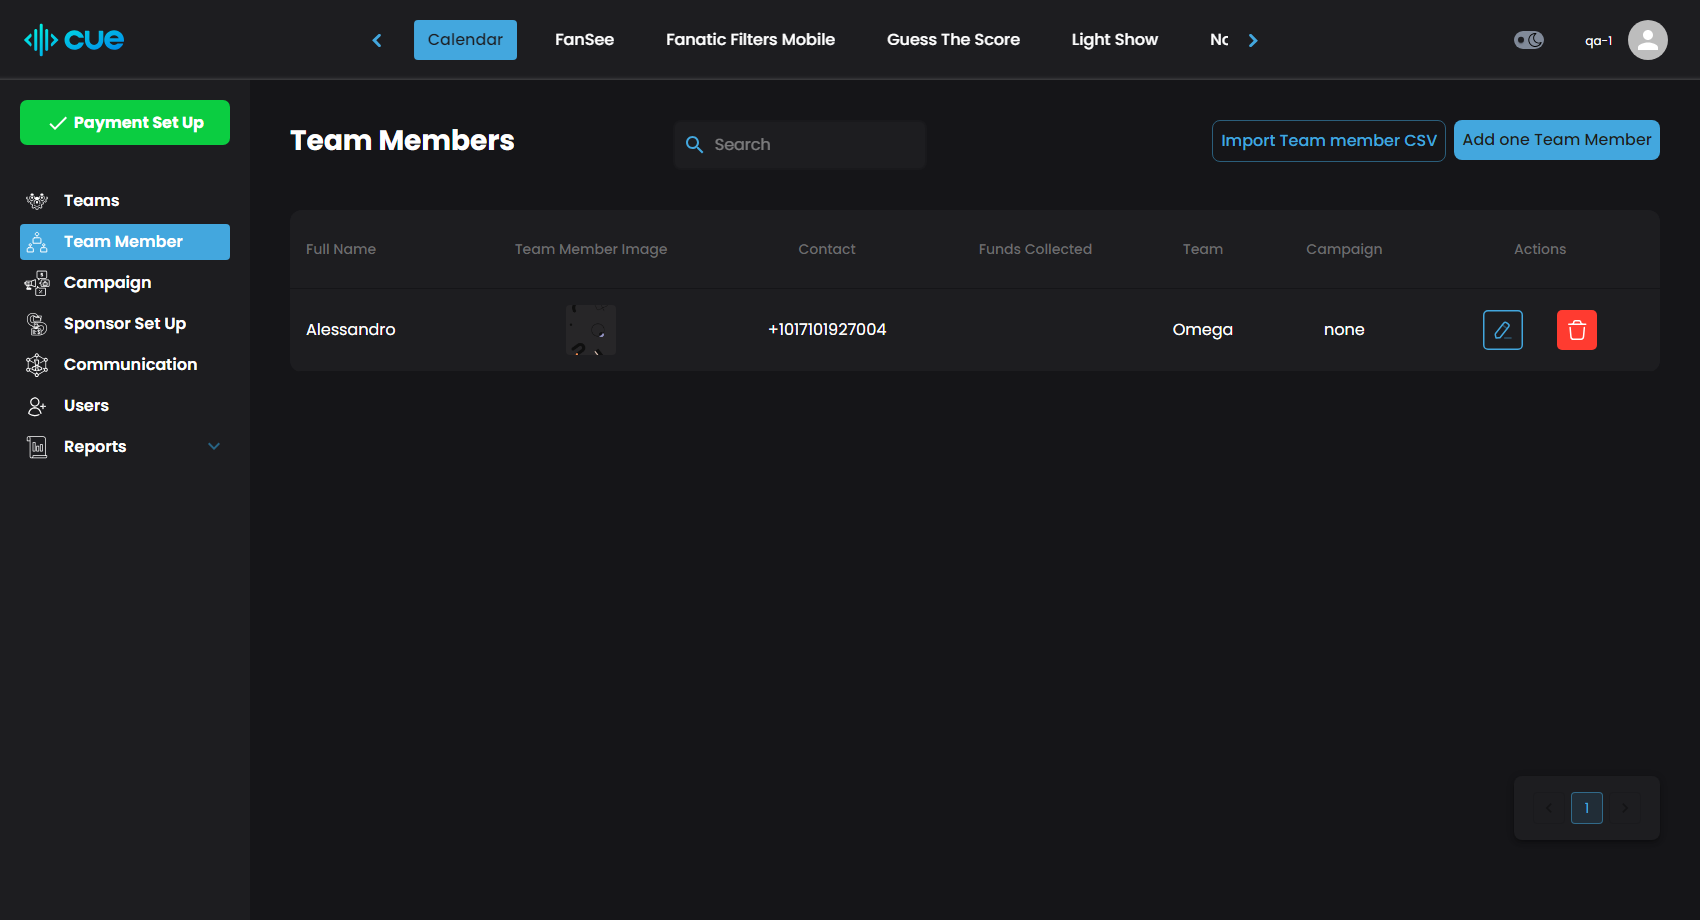 cue
Calendar
FanSee
Fanatic Filters Mobile
Guess The Score
Light Show
qa-1
Payment Set Up
Teams
Team Member
Campaign
Sponsor Set Up
Communication
Users
Reports
Team Members
Search
Import Team member CSV
Add one Team Member
Full Name Team Member Image Contact Funds Collected Team Campaign Actions
Alessandro +1017101927004 Omega none
1